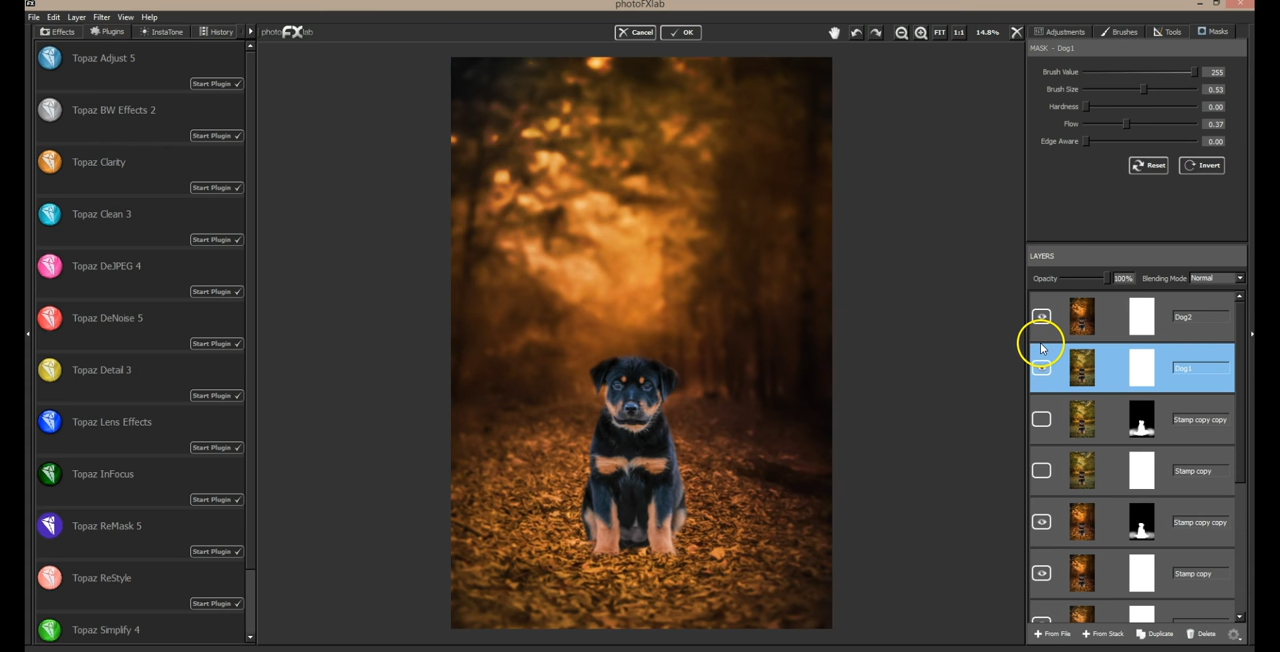 FX
photoFXlab
File Edit Layer Filter View Help
Effects Plugins InstaTone History
photo FX lab
Cancel OK
FIT 1:1 14.8%
Adjustments Brushes Tools Masks
Topaz Adjust 5
Start Plugin
Topaz BW Effects 2
Start Plugin
Topaz Clarity
Start Plugin
Topaz Clean 3
Start Plugin
Topaz DeJPEG 4
Start Plugin
Topaz DeNoise 5
Start Plugin
Topaz Detail 3
Start Plugin
Topaz Lens Effects
Start Plugin
Topaz InFocus
Start Plugin
Topaz ReMask 5
Start Plugin
Topaz ReStyle
Start Plugin
Topaz Simplify 4
MASK - Dog1
Brush Value 255
Brush Size 0.53
Hardness 0.00
Flow 0.37
Edge Aware 0.00
Reset Invert
LAYERS
Opacity 100% Blending Mode Normal
Dog2
Dog1
Stamp copy copy
Stamp copy
Stamp copy copy
Stamp copy
From File From Stack Duplicate Delete